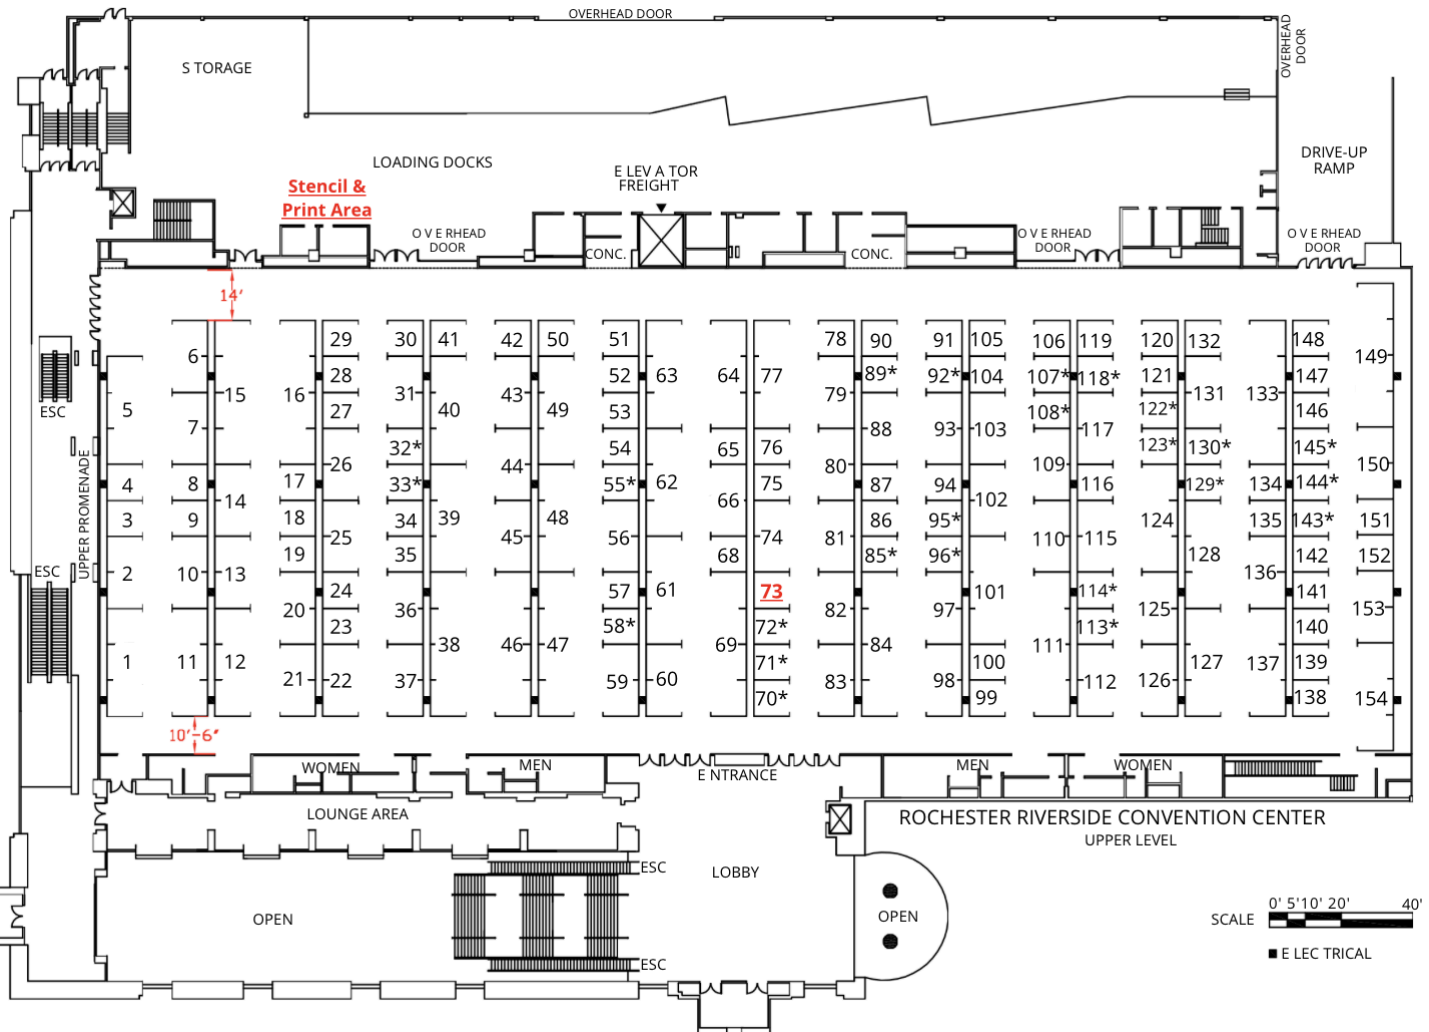 OVERHEAD DOOR
OVERHEAD
DOOR
S TORAGE
LOADING DOCKS
E LEV A TOR
FREIGHT
DRIVE-UP
RAMP
Stencil &
Print Area
O V E RHEAD
DOOR
CONC.
CONC.
O V E RHEAD
DOOR
O V E RHEAD
DOOR
14'
29 30 41 42 50 51 78 90 91 105 106 119 120 132 148
6 149
28 52 63 64 77 89* 92* 104 107* 118* 121 147
15 16 31 43 79 131 133
5 27 40 49 53 108* 122* 146
ESC
7 88 93 103 117
32* 54 65 76 123* 130* 145*
26 44 80 109 150
4 8 17 33* 55* 62 75 87 94 116 129* 134 144*
14 66 102
3 9 18 34 39 48 86 95* 124 135 143* 151
25 45 56 74 81 110 115
19 35 68 85* 96* 128 142 152
UPPER PROMENADE
ESC
2 10 13 136
24 57 61 73 101 114* 141
20 36 82 97 125 153
23 58* 72* 113* 140
38 46 47 69 84 111
1 11 12 71* 100 127 137 139
21 22 37 59 60 83 98 112 126
70* 99 138 154
10'-6"
WOMEN
MEN
E NTRANCE
MEN
WOMEN
LOUNGE AREA
ROCHESTER RIVERSIDE CONVENTION CENTER
UPPER LEVEL
ESC
LOBBY
OPEN
OPEN
ESC
0' 5'10' 20' 40'
SCALE
E LEC TRICAL